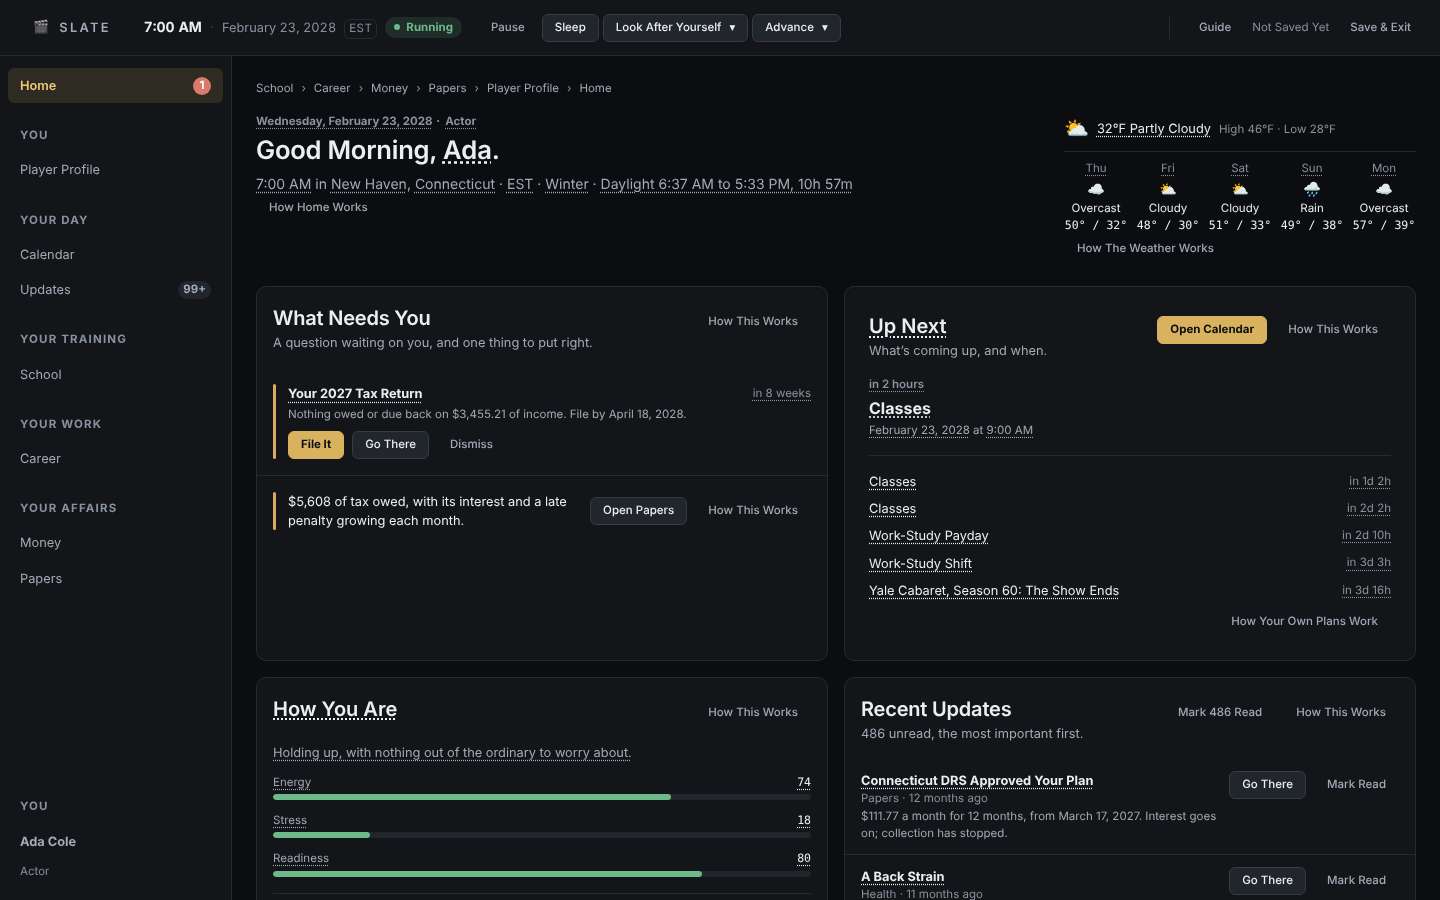 SLATE
7:00 AM · February 23, 2028 EST Running
Pause
Sleep
Look After Yourself ▾
Advance ▾
Guide
Not Saved Yet
Save & Exit
Home 1
YOU
Player Profile
YOUR DAY
Calendar
Updates 99+
YOUR TRAINING
School
YOUR WORK
Career
YOUR AFFAIRS
Money
Papers
YOU
Ada Cole
Actor
School › Career › Money › Papers › Player Profile › Home
Wednesday, February 23, 2028 · Actor
Good Morning, Ada.
7:00 AM in New Haven, Connecticut · EST · Winter · Daylight 6:37 AM to 5:33 PM, 10h 57m
How Home Works
32°F Partly Cloudy High 46°F · Low 28°F
Thu Fri Sat Sun Mon
Overcast Cloudy Cloudy Rain Overcast
50° / 32° 48° / 30° 51° / 33° 49° / 38° 57° / 39°
How The Weather Works
What Needs You
How This Works
A question waiting on you, and one thing to put right.
Your 2027 Tax Return in 8 weeks
Nothing owed or due back on $3,455.21 of income. File by April 18, 2028.
File It
Go There
Dismiss
$5,608 of tax owed, with its interest and a late
penalty growing each month.
Open Papers
How This Works
Up Next
Open Calendar
How This Works
What's coming up, and when.
in 2 hours
Classes
February 23, 2028 at 9:00 AM
Classes in 1d 2h
Classes in 2d 2h
Work-Study Payday in 2d 10h
Work-Study Shift in 3d 3h
Yale Cabaret, Season 60: The Show Ends in 3d 16h
How Your Own Plans Work
How You Are
How This Works
Holding up, with nothing out of the ordinary to worry about.
Energy 74
Stress 18
Readiness 80
Recent Updates
Mark 486 Read
How This Works
486 unread, the most important first.
Connecticut DRS Approved Your Plan
Go There
Mark Read
Papers · 12 months ago
$111.77 a month for 12 months, from March 17, 2027. Interest goes
on; collection has stopped.
A Back Strain
Go There
Mark Read
Health · 11 months ago